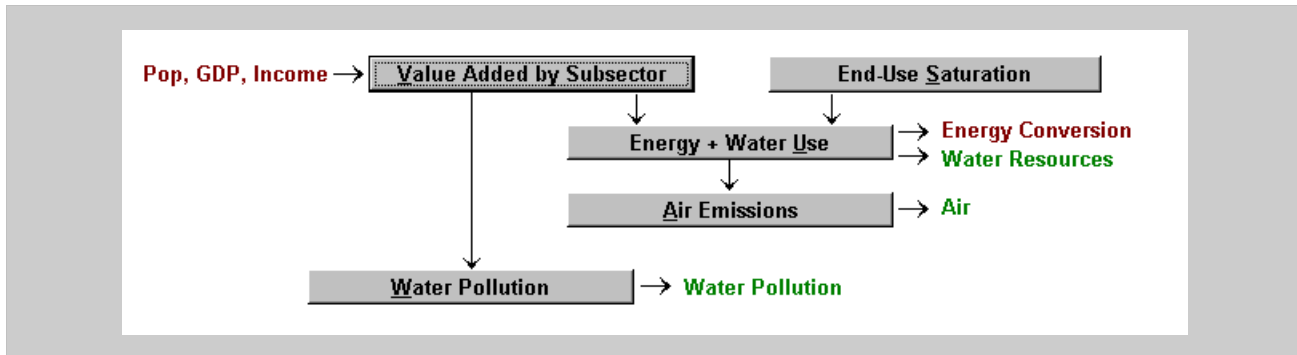 Pop, GDP, Income
Value Added by Subsector
End-Use Saturation
Energy + Water Use
Energy Conversion
Water Resources
Air Emissions
Air
Water Pollution
Water Pollution